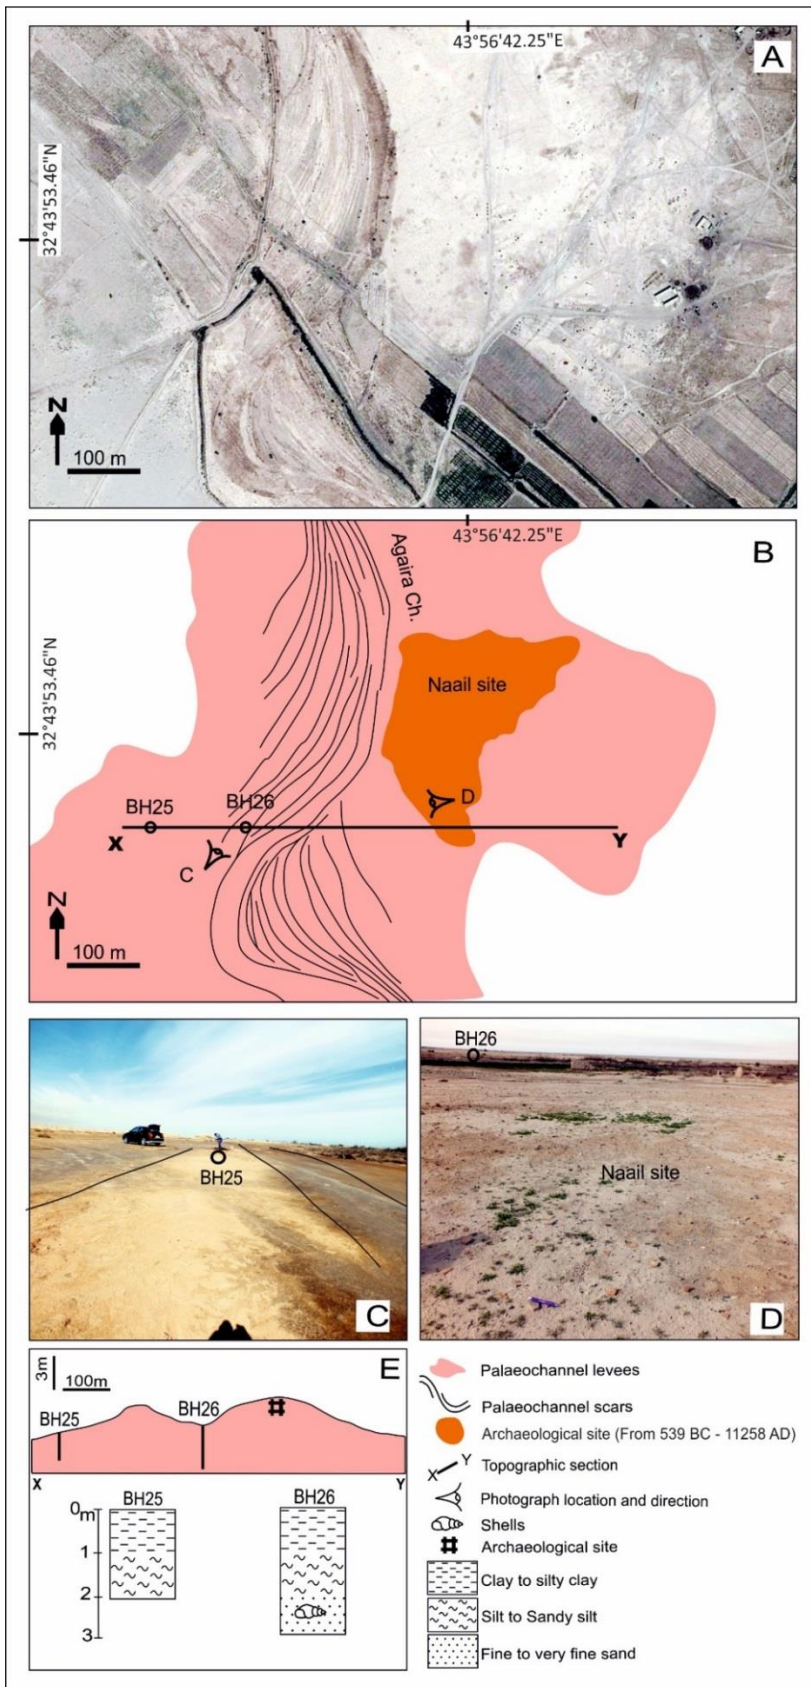 43°56'42.25"E
A
32°43'53.46"N
N
100 m
43°56'42.25"E
B
Agaira Ch.
32°43'53.46"N
Naail site
D
BH25
BH26
X
Y
C
N
100 m
BH25
C
BH26
Naail site
D
3m
100m
E
BH25
BH26
X
Y
BH25
BH26
0
m
1
2
3
Palaeochannel levees
Palaeochannel scars
Archaeological site (From 539 BC - 11258 AD)
X Y Topographic section
Photograph location and direction
Shells
Archaeological site
Clay to silty clay
Silt to Sandy silt
Fine to very fine sand